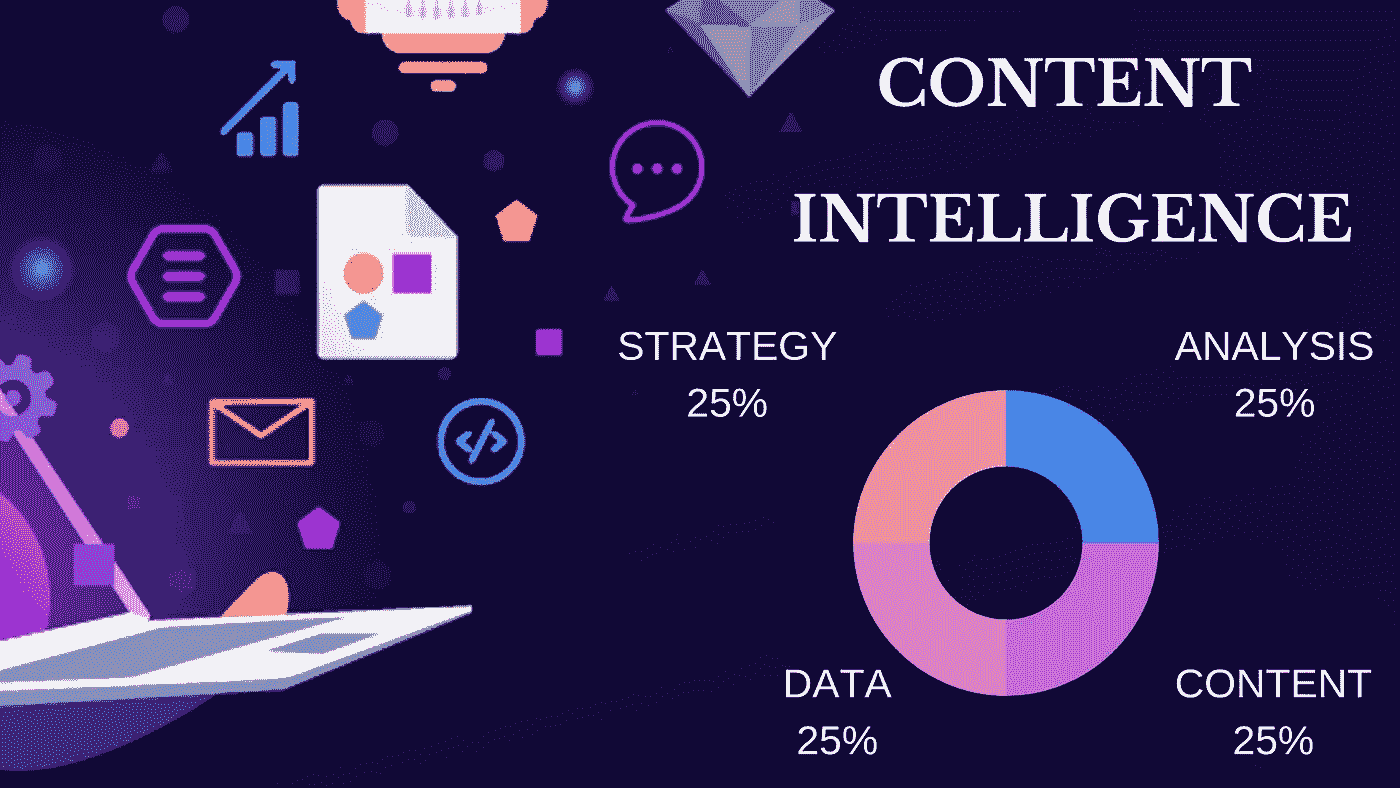 CONTENT
INTELLIGENCE
STRATEGY
25%
ANALYSIS
25%
DATA
25%
CONTENT
25%